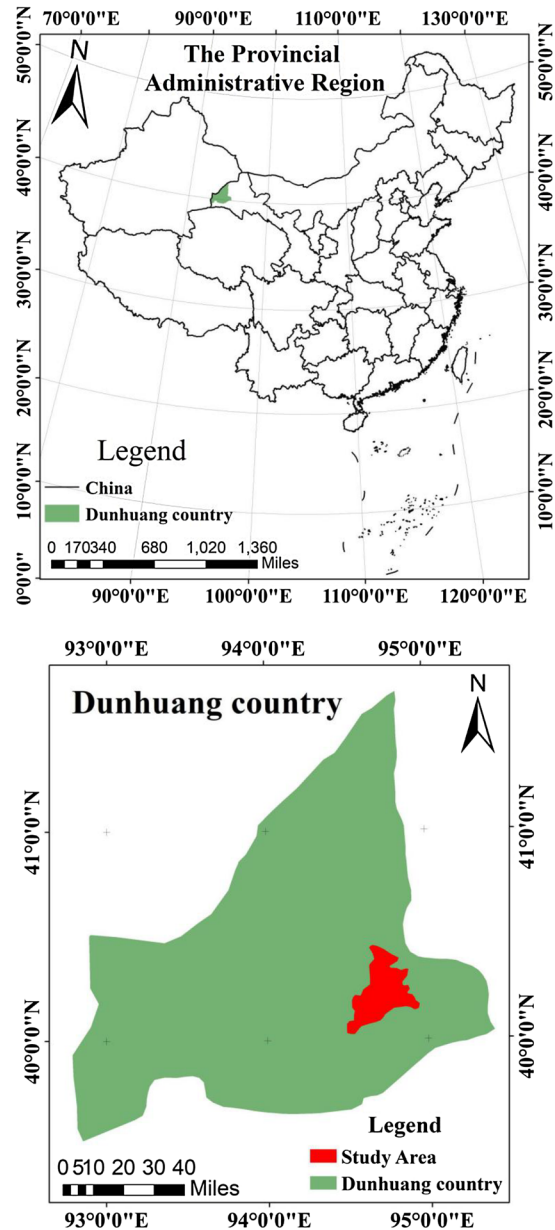 70°0'0"E 90°0'0"E 110°0'0"E 130°0'0"E
N
The Provincial
Administrative Region
50°0'0"N
40°0'0"N
30°0'0"N
20°0'0"N
10°0'0"N
0°0'0"
50°0'0"N
40°0'0"N
30°0'0"N
20°0'0"N
10°0'0"N
Legend
China
Dunhuang country
0 170340 680 1,020 1,360 Miles
90°0'0"E 100°0'0"E 110°0'0"E 120°0'0"E
93°0'0"E 94°0'0"E 95°0'0"E
Dunhuang country
N
41°0'0"N
40°0'0"N
41°0'0"N
40°0'0"N
Legend
Study Area
Dunhuang country
0 510 20 30 40 Miles
93°0'0"E 94°0'0"E 95°0'0"E